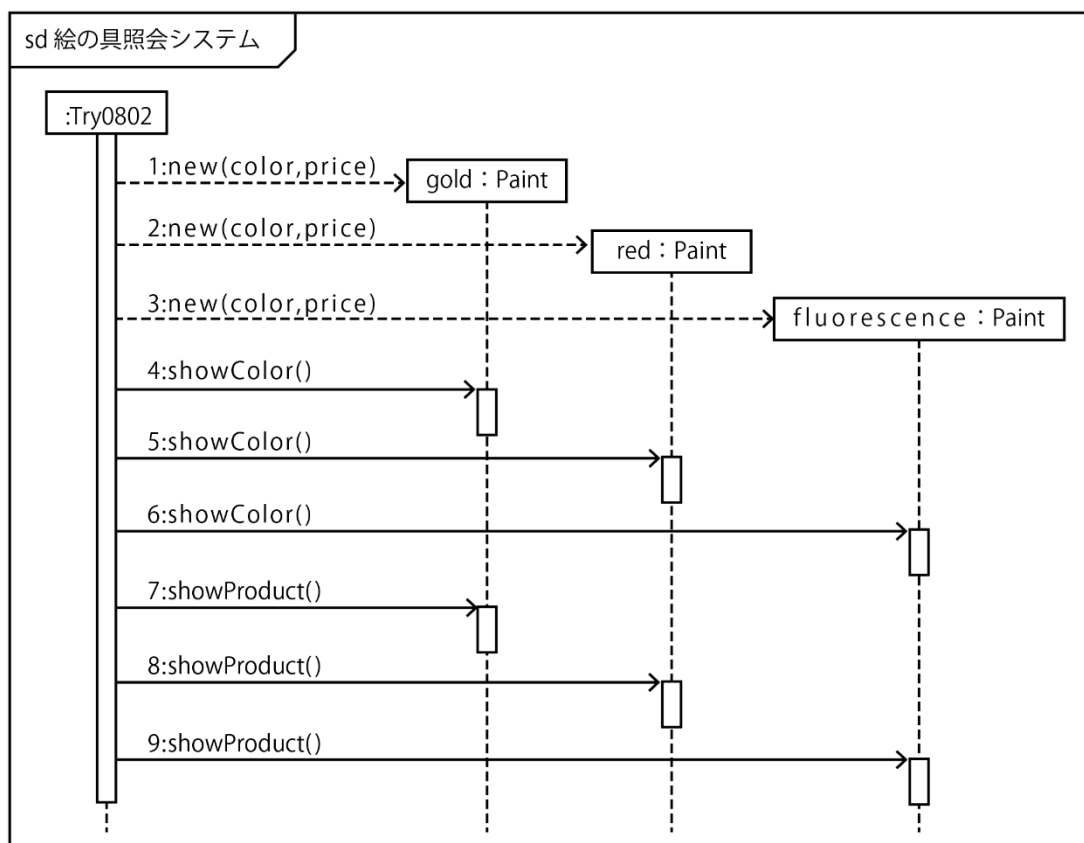 sd 絵の具照会システム
:Try0802
1:new(color,price)
gold：Paint
2:new(color,price)
red：Paint
3:new(color,price)
fluorescence：Paint
4:showColor()
5:showColor()
6:showColor()
7:showProduct()
8:showProduct()
9:showProduct()